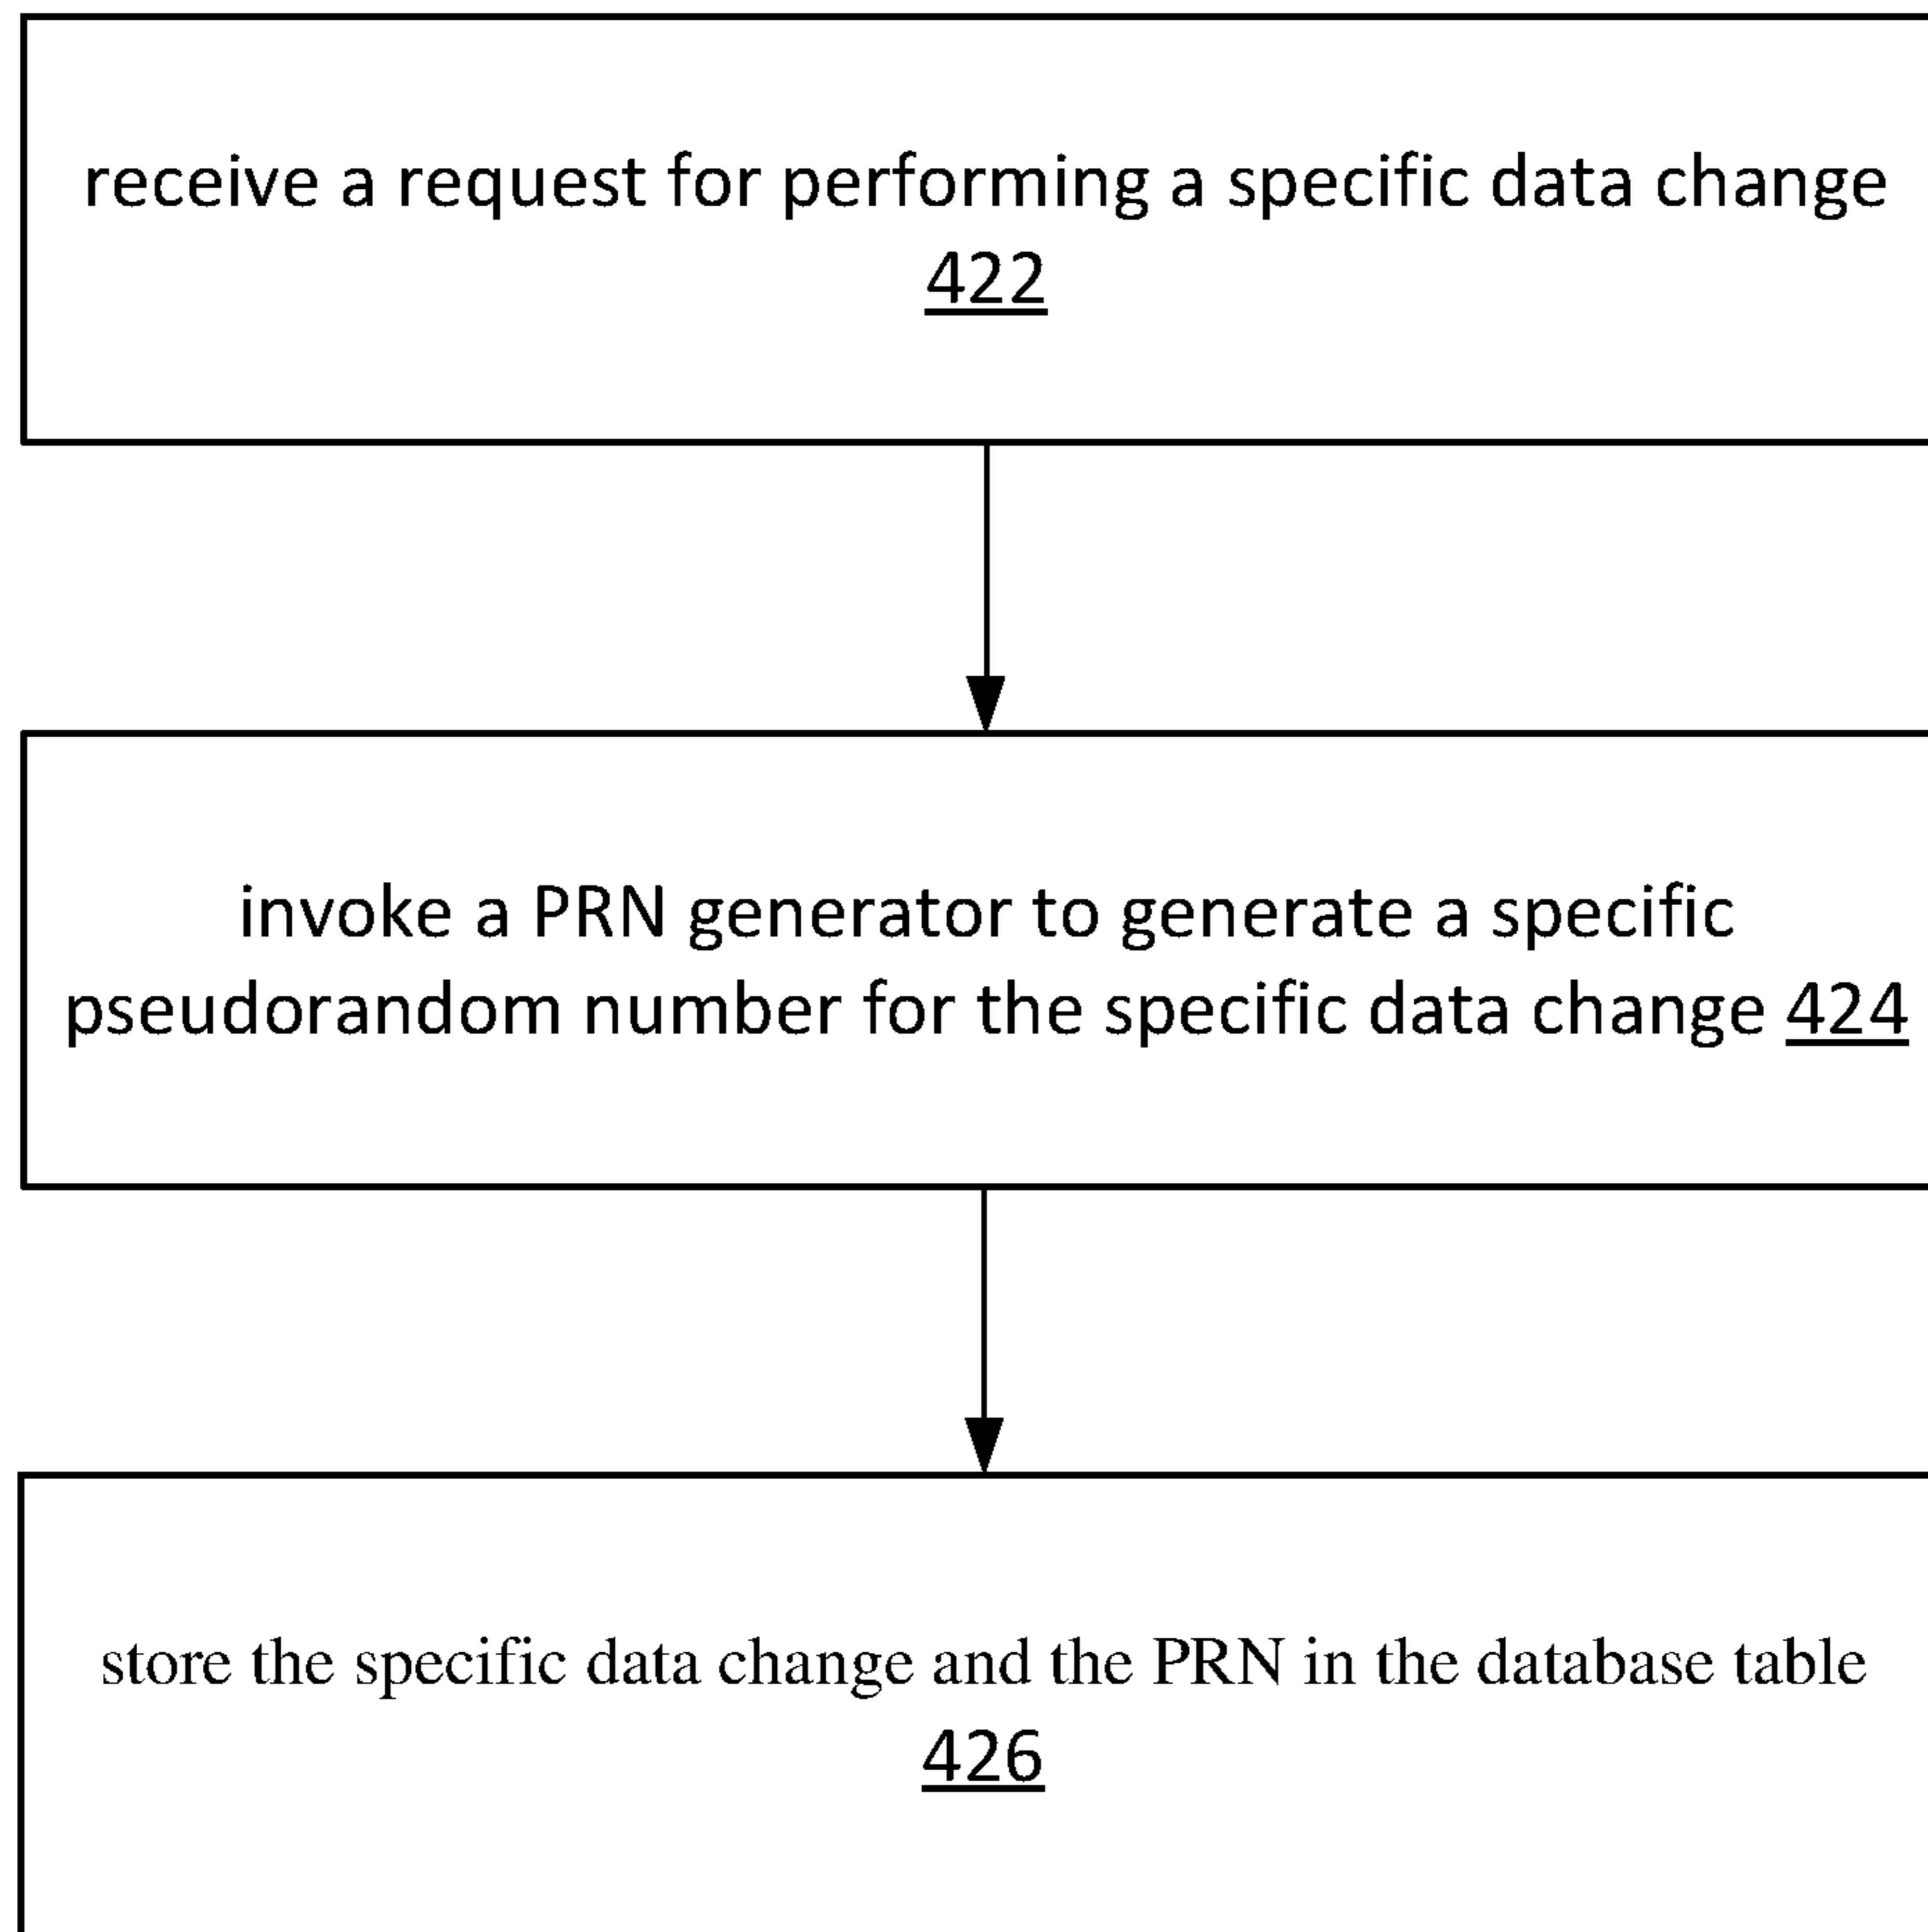 receive a request for performing a specific data change
422
invoke a PRN generator to generate a specific
pseudorandom number for the specific data change 424
store the specific data change and the PRN in the database table
426